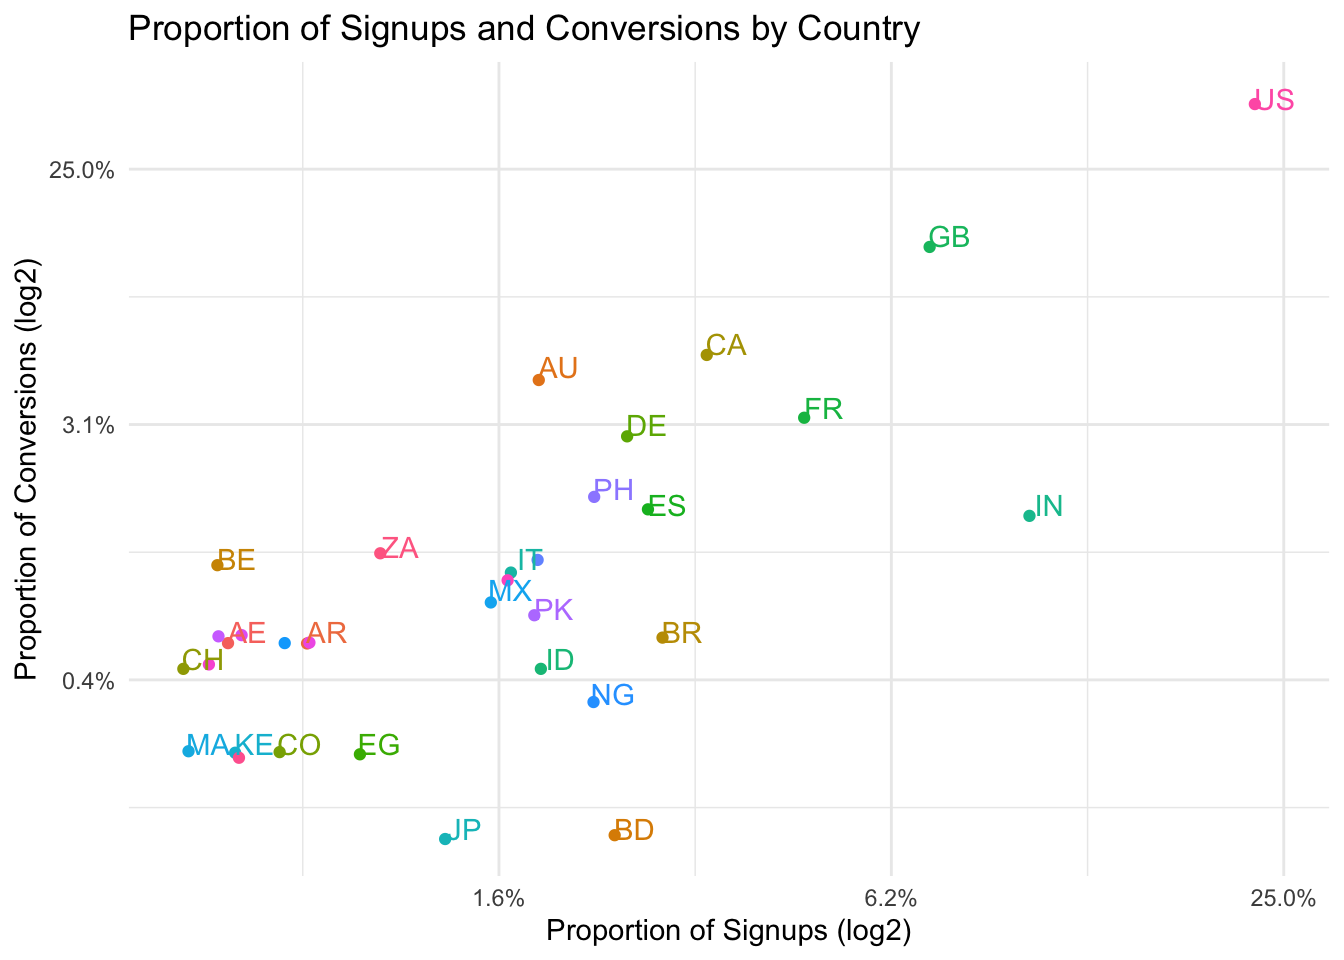 Proportion of Signups and Conversions by Country
US
25.0%
GB
CA
AU
FR
3.1%
DE
PH
ES
IN
ZA
BE
IT
MX
PK
AE
AR
BR
CH
ID
0.4%
NG
MA
KE
CO
EG
JP
BD
1.6%
6.2%
25.0%
Proportion of Signups (log2)
Proportion of Conversions (log2)